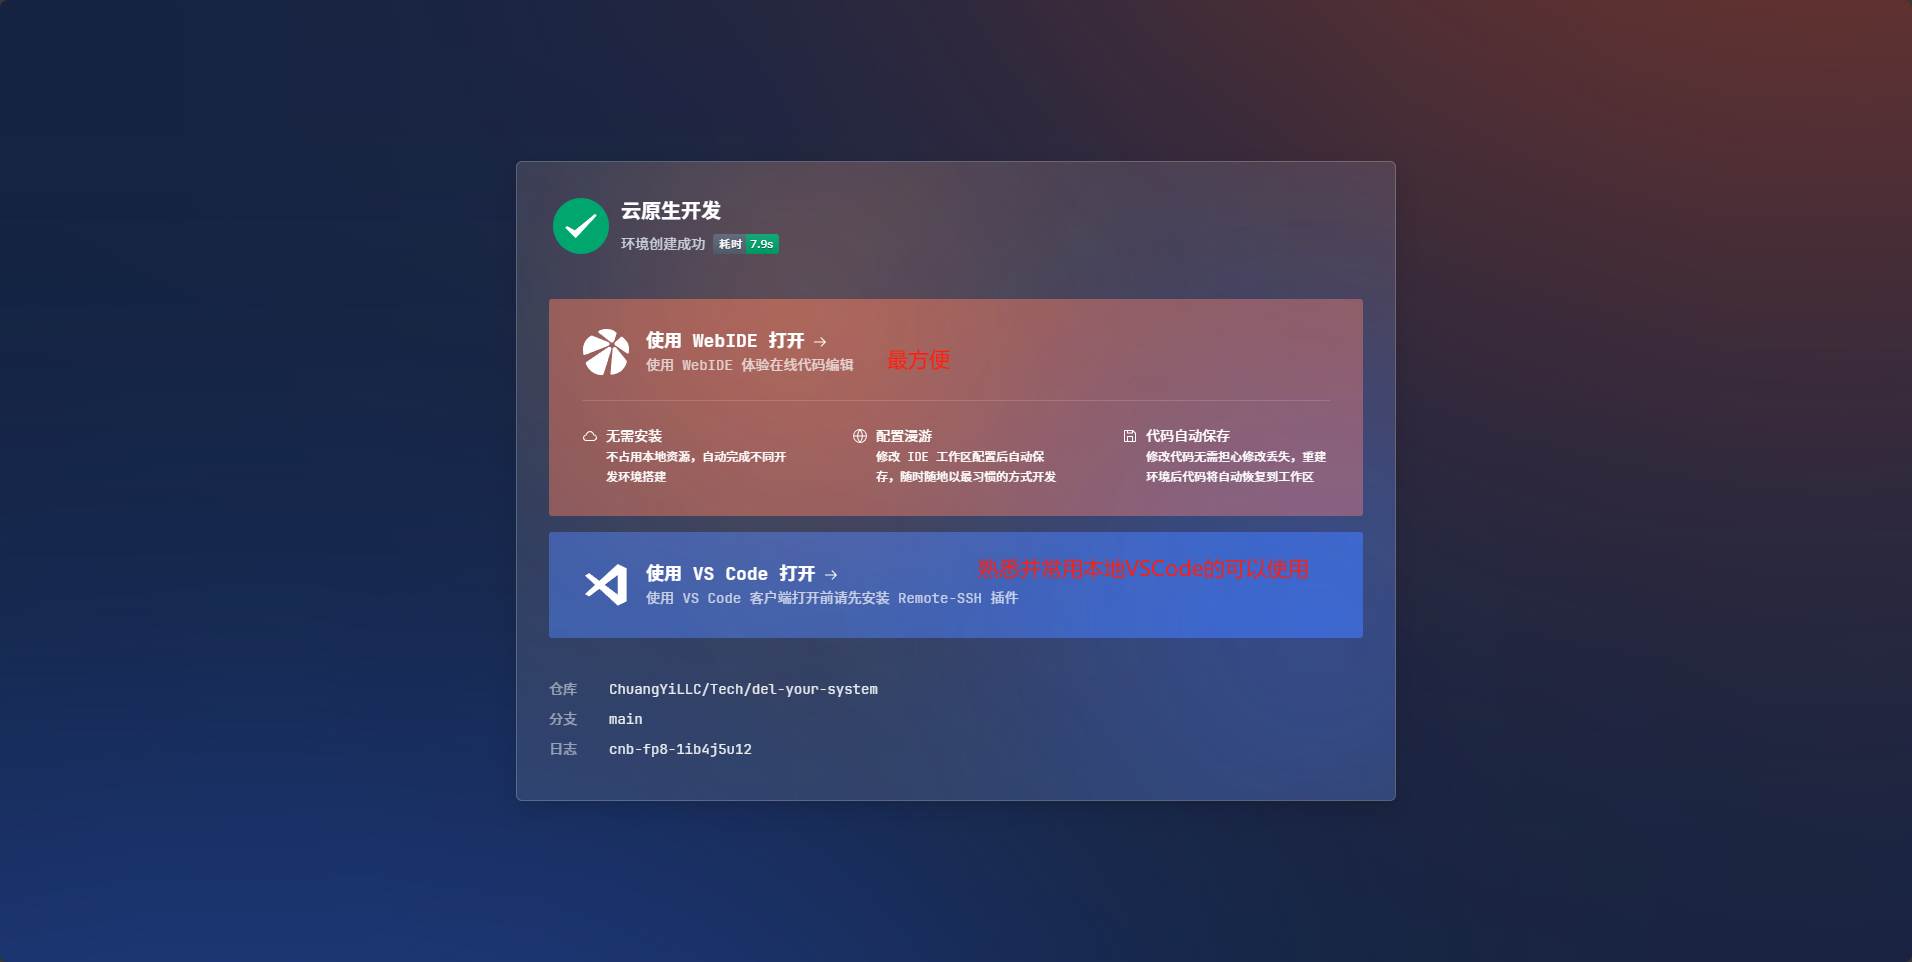 云原生开发
环境创建成功 耗时 7.9s
使用 WebIDE 打开 →
使用 WebIDE 体验在线代码编辑
最方便
无需安装
不占用本地资源，自动完成不同开
发环境搭建
配置漫游
修改 IDE 工作区配置后自动保
存，随时随地以最习惯的方式开发
代码自动保存
修改代码无需担心修改丢失，重建
环境后代码将自动恢复到工作区
使用 VS Code 打开 →
使用 VS Code 客户端打开前请先安装 Remote-SSH 插件
熟悉并常用本地VSCode的可以使用
仓库 ChuangYiLLC/Tech/del-your-system
分支 main
日志 cnb-fp8-1ib4j5u12